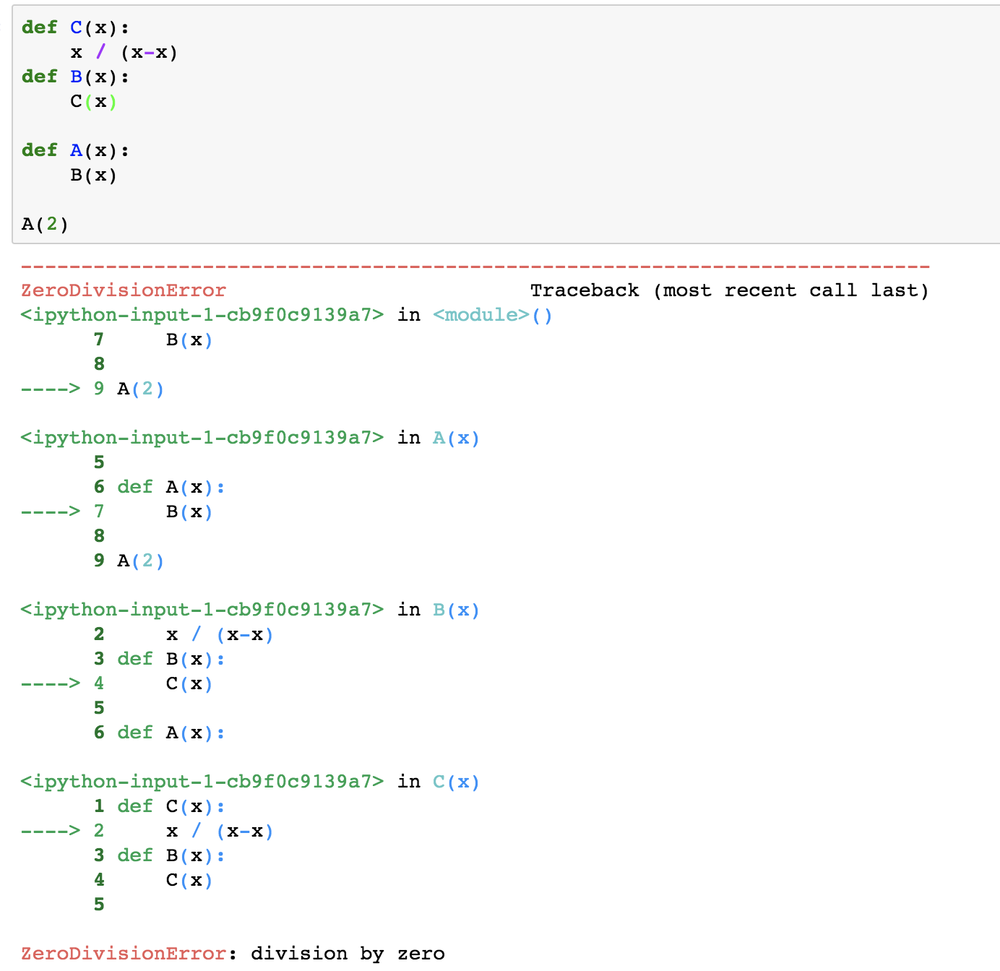 def C(x):
    x / (x-x)
def B(x):
    C(x)

def A(x):
    B(x)

A(2)
---------------------------------------------------------------------------
ZeroDivisionError                         Traceback (most recent call last)
<ipython-input-1-cb9f0c9139a7> in <module>()
      7     B(x)
      8
----> 9 A(2)

<ipython-input-1-cb9f0c9139a7> in A(x)
      5
      6 def A(x):
----> 7     B(x)
      8
      9 A(2)

<ipython-input-1-cb9f0c9139a7> in B(x)
      2     x / (x-x)
      3 def B(x):
----> 4     C(x)
      5
      6 def A(x):

<ipython-input-1-cb9f0c9139a7> in C(x)
      1 def C(x):
----> 2     x / (x-x)
      3 def B(x):
      4     C(x)
      5

ZeroDivisionError: division by zero